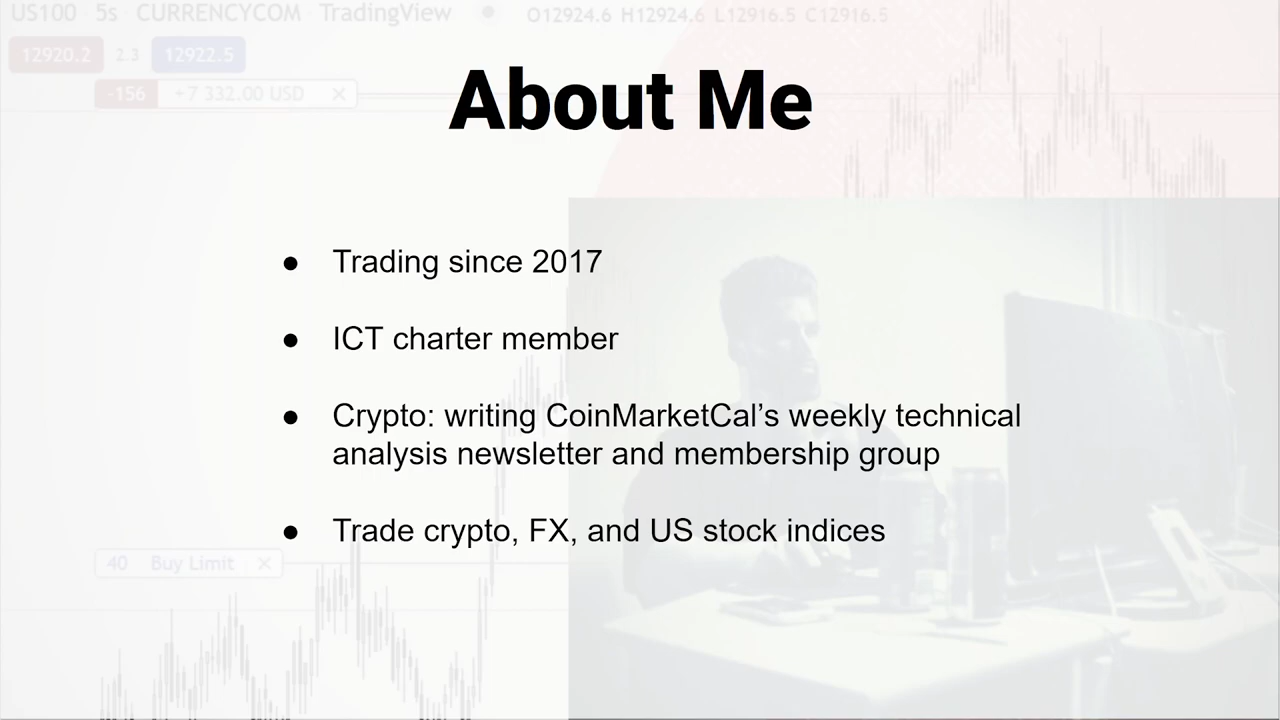 US100 5s CURRENCYCOM TradingView O12924.6 H12924.6 L12916.5 C12916.5
12920.2 2.3 12922.5
-156 +7 332.00 USD ×
About Me
● Trading since 2017
● ICT charter member
● Crypto: writing CoinMarketCal’s weekly technical
analysis newsletter and membership group
● Trade crypto, FX, and US stock indices
40 Buy Limit ×